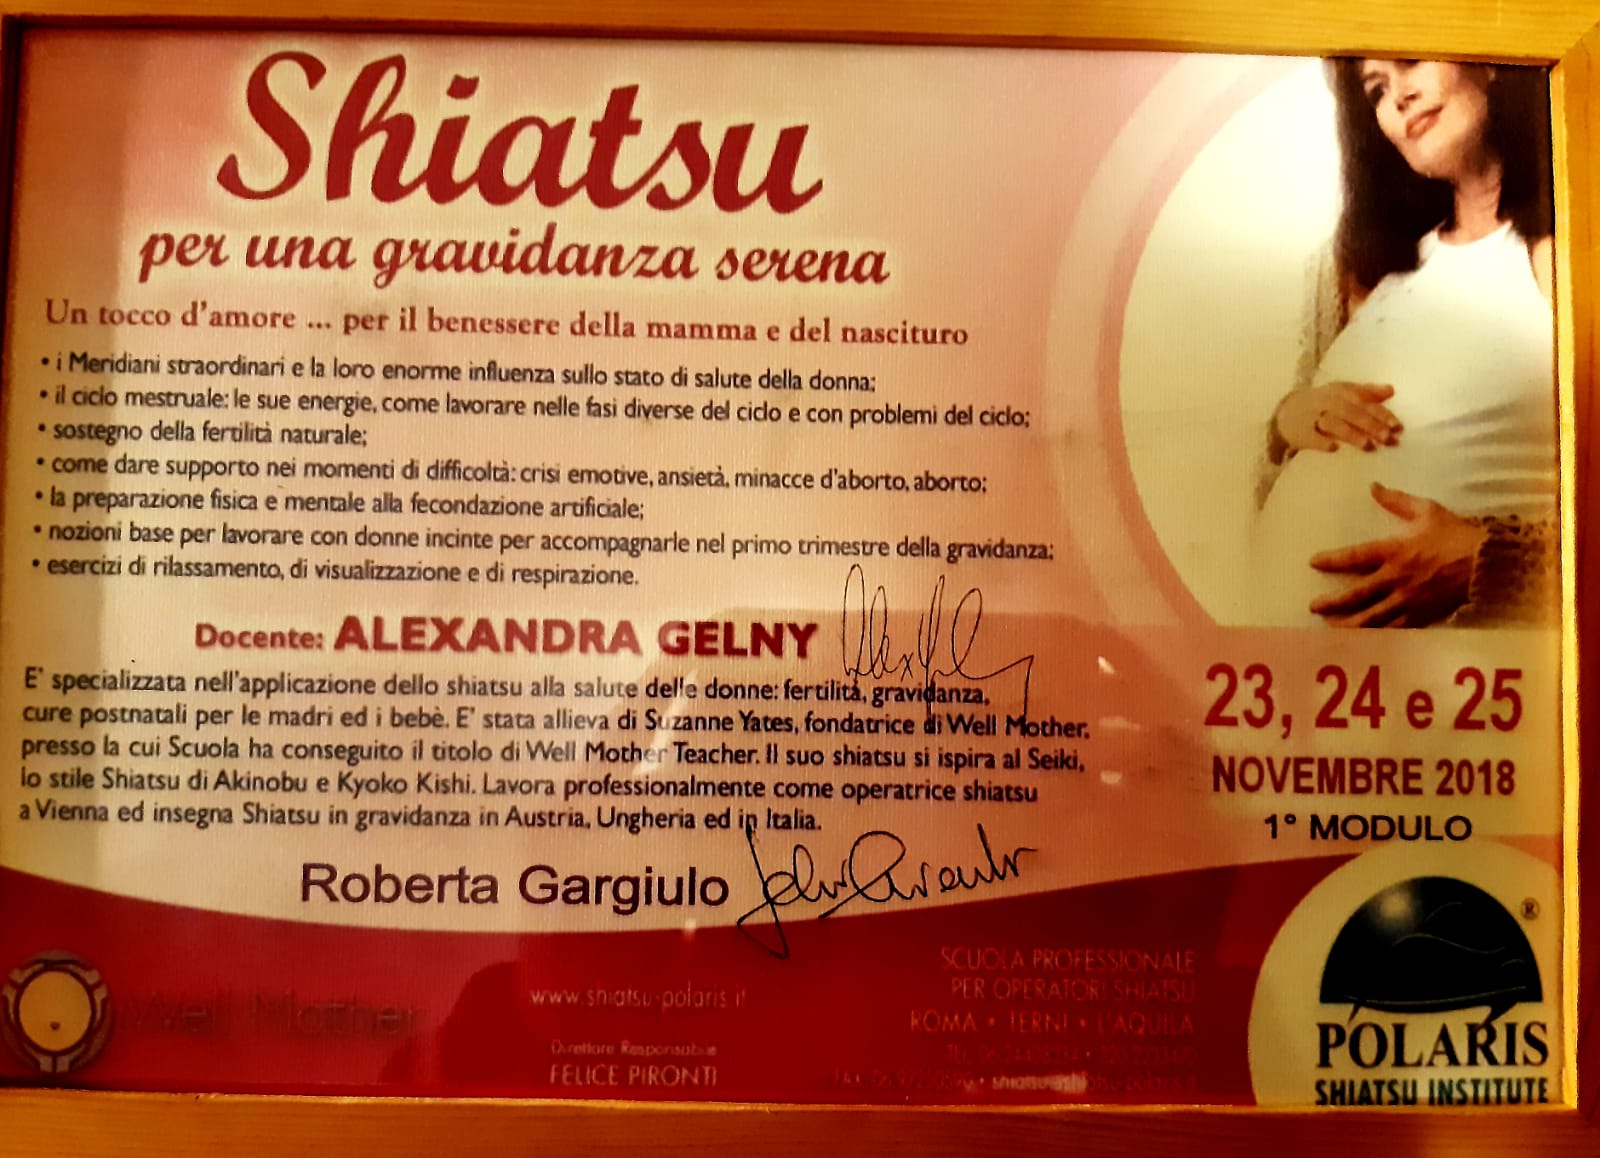 Shiatsu
per una gravidanza serena
Un tocco d'amore ... per il benessere della mamma e del nascituro
• i Meridiani straordinari e la loro enorme influenza sullo stato di salute della donna;
• il ciclo mestruale: le sue energie, come lavorare nelle fasi diverse del ciclo e con problemi del ciclo;
• sostegno della fertilità naturale;
• come dare supporto nei momenti di difficoltà: crisi emotive, ansietà, minacce d'aborto, aborto;
• la preparazione fisica e mentale alla fecondazione artificiale;
• nozioni base per lavorare con donne incinte per accompagnarle nel primo trimestre della gravidanza;
• esercizi di rilassamento, di visualizzazione e di respirazione.
Docente: ALEXANDRA GELNY
E' specializzata nell'applicazione dello shiatsu alla salute delle donne: fertilità, gravidanza,
cure postnatali per le madri ed i bebè. E' stata allieva di Suzanne Yates, fondatrice di Well Mother,
presso la cui Scuola ha conseguito il titolo di Well Mother Teacher. Il suo shiatsu si ispira al Seiki,
lo stile Shiatsu di Akinobu e Kyoko Kishi. Lavora professionalmente come operatrice shiatsu
a Vienna ed insegna Shiatsu in gravidanza in Austria, Ungheria ed in Italia.
23, 24 e 25
NOVEMBRE 2018
1° MODULO
Roberta Gargiulo
Well Mother
www.shiatsu-polaris.it
Direttore Responsabile
FELICE PIRONTI
SCUOLA PROFESSIONALE
PER OPERATORI SHIATSU
ROMA • TERNI • L'AQUILA
®
POLARIS
SHIATSU INSTITUTE